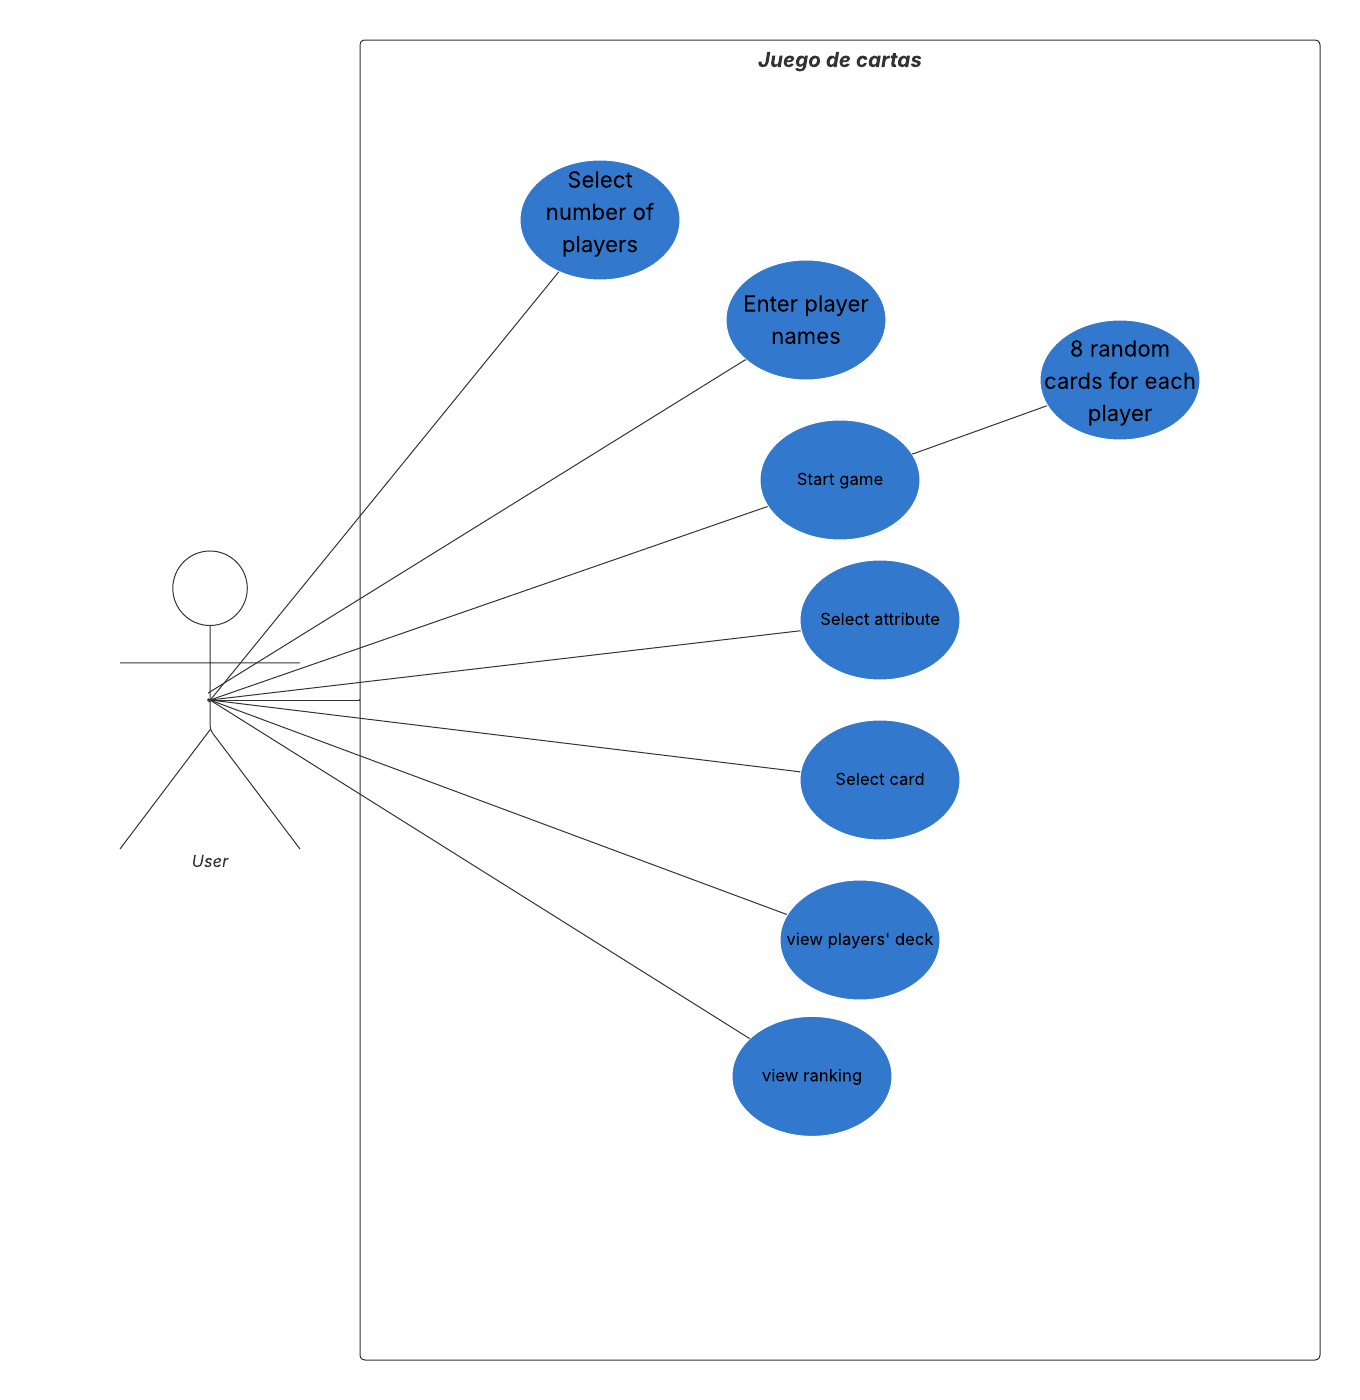 Juego de cartas
Select
number of
players
Enter player
names
8 random
cards for each
player
Start game
Select attribute
Select card
User
view players' deck
view ranking